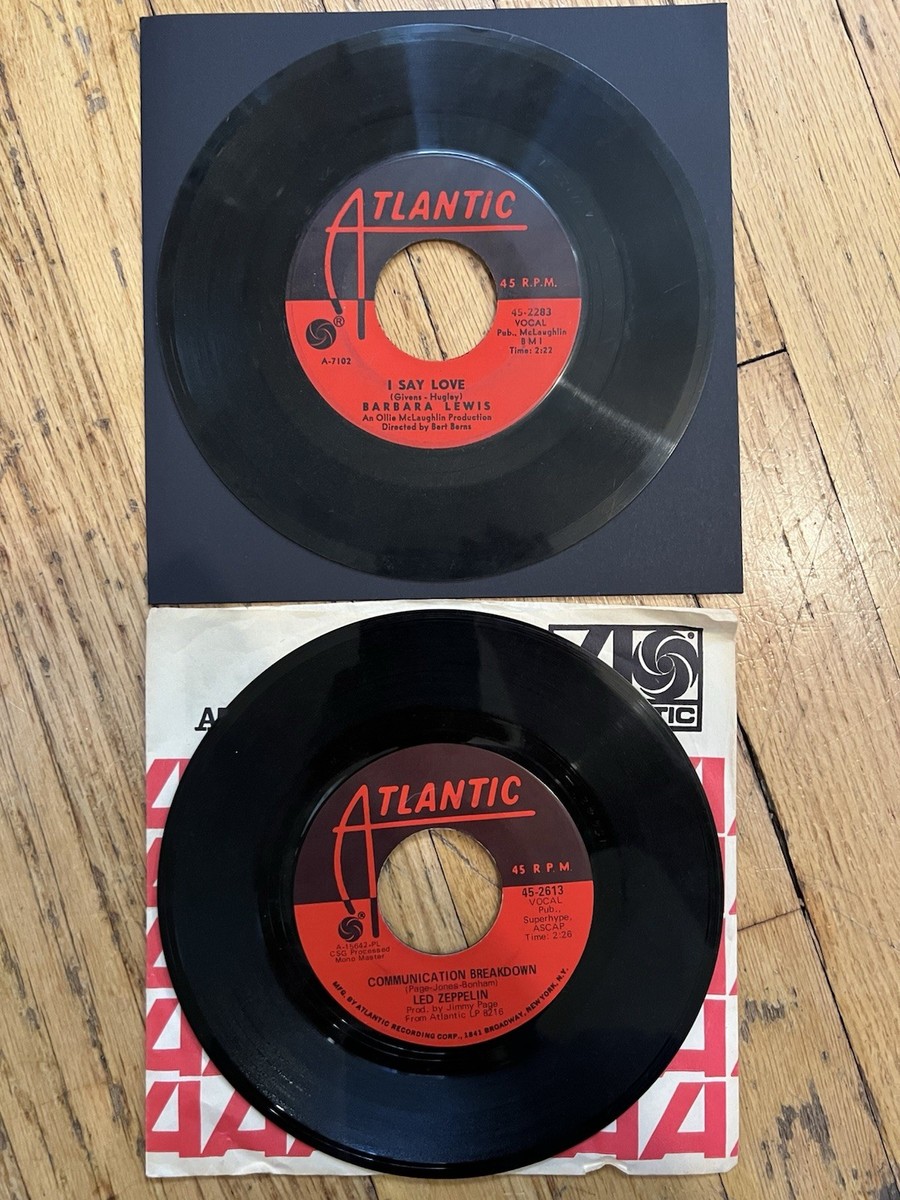 ATLANTIC
45 R.P.M.
®
A-7102
45-2283
VOCAL
Pub., McLaughlin
BMI
Time: 2:22
I SAY LOVE
(Givens - Hugley)
BARBARA LEWIS
An Ollie McLaughlin Production
Directed by Bert Berns
ATLANTIC
45 R.P.M.
®
A-15642-PL
CSG Processed
Mono Master
45-2613
VOCAL
Pub.,
Superhype,
ASCAP
Time: 2:26
COMMUNICATION BREAKDOWN
(Page-Jones-Bonham)
LED ZEPPELIN
Prod. by Jimmy Page
From Atlantic LP 8216
MFG. BY ATLANTIC RECORDING CORP., 1841 BROADWAY, NEW YORK, N.Y.